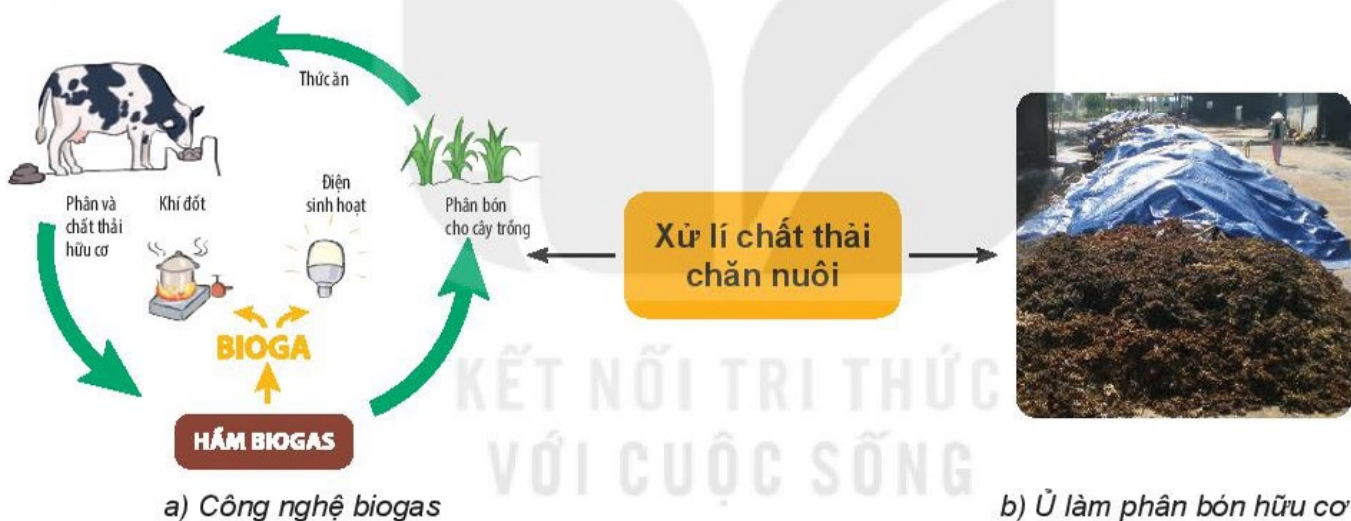 Thức ăn
Phân và
chất thải
hữu cơ
Khí đốt
Điện
sinh hoạt
Phân bón
cho cây trồng
BIOGA
HẦM BIOGAS
a) Công nghệ biogas
Xử lí chất thải
chăn nuôi
KẾT NỐI TRI THỨC
VỚI CUỘC SỐNG
b) Ủ làm phân bón hữu cơ